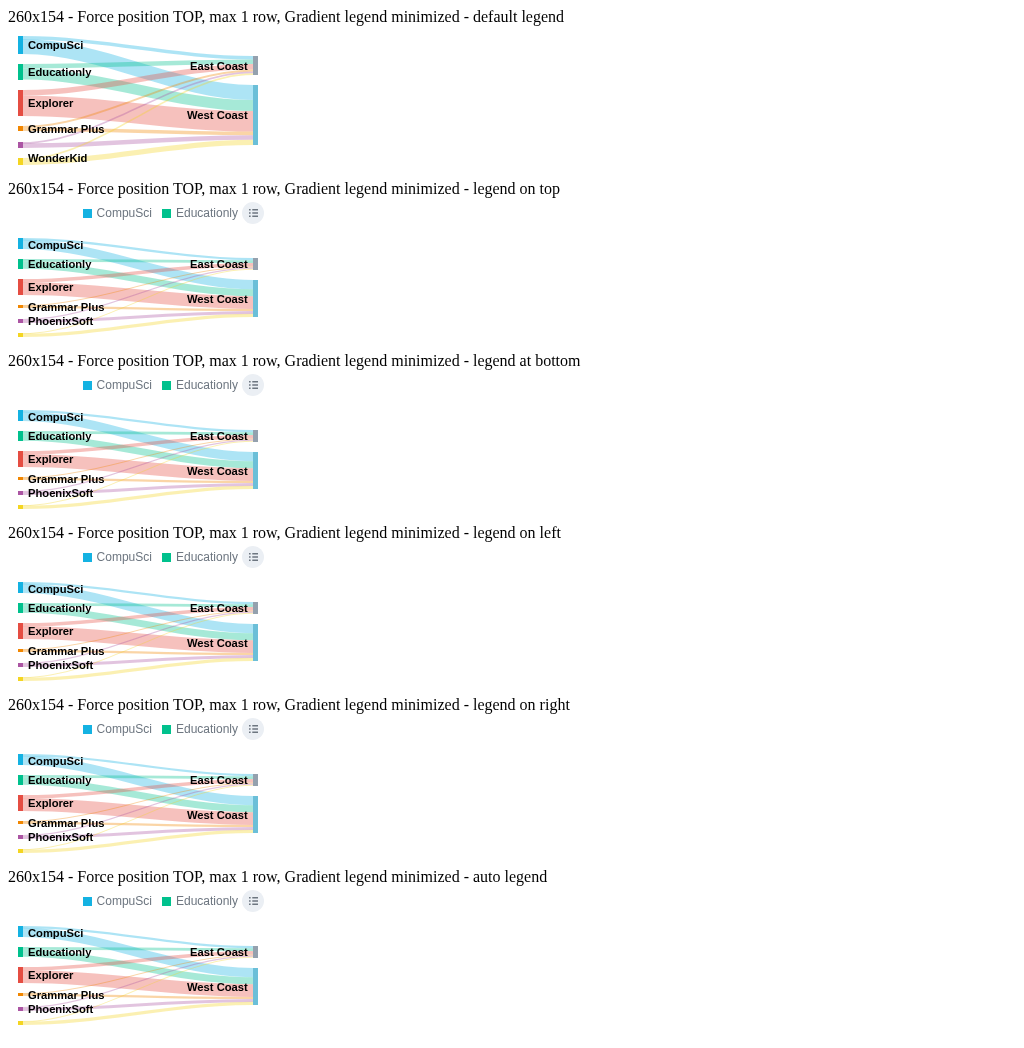 260x154 - Force position TOP, max 1 row, Gradient legend minimized - default legend
CompuSci
East Coast
Educationly
Explorer
West Coast
Grammar Plus
WonderKid
260x154 - Force position TOP, max 1 row, Gradient legend minimized - legend on top
CompuSci Educationly
CompuSci
Educationly East Coast
Explorer
West Coast
Grammar Plus
PhoenixSoft
260x154 - Force position TOP, max 1 row, Gradient legend minimized - legend at bottom
CompuSci Educationly
CompuSci
Educationly East Coast
Explorer
West Coast
Grammar Plus
PhoenixSoft
260x154 - Force position TOP, max 1 row, Gradient legend minimized - legend on left
CompuSci Educationly
CompuSci
Educationly East Coast
Explorer
West Coast
Grammar Plus
PhoenixSoft
260x154 - Force position TOP, max 1 row, Gradient legend minimized - legend on right
CompuSci Educationly
CompuSci
Educationly East Coast
Explorer
West Coast
Grammar Plus
PhoenixSoft
260x154 - Force position TOP, max 1 row, Gradient legend minimized - auto legend
CompuSci Educationly
CompuSci
Educationly East Coast
Explorer
West Coast
Grammar Plus
PhoenixSoft